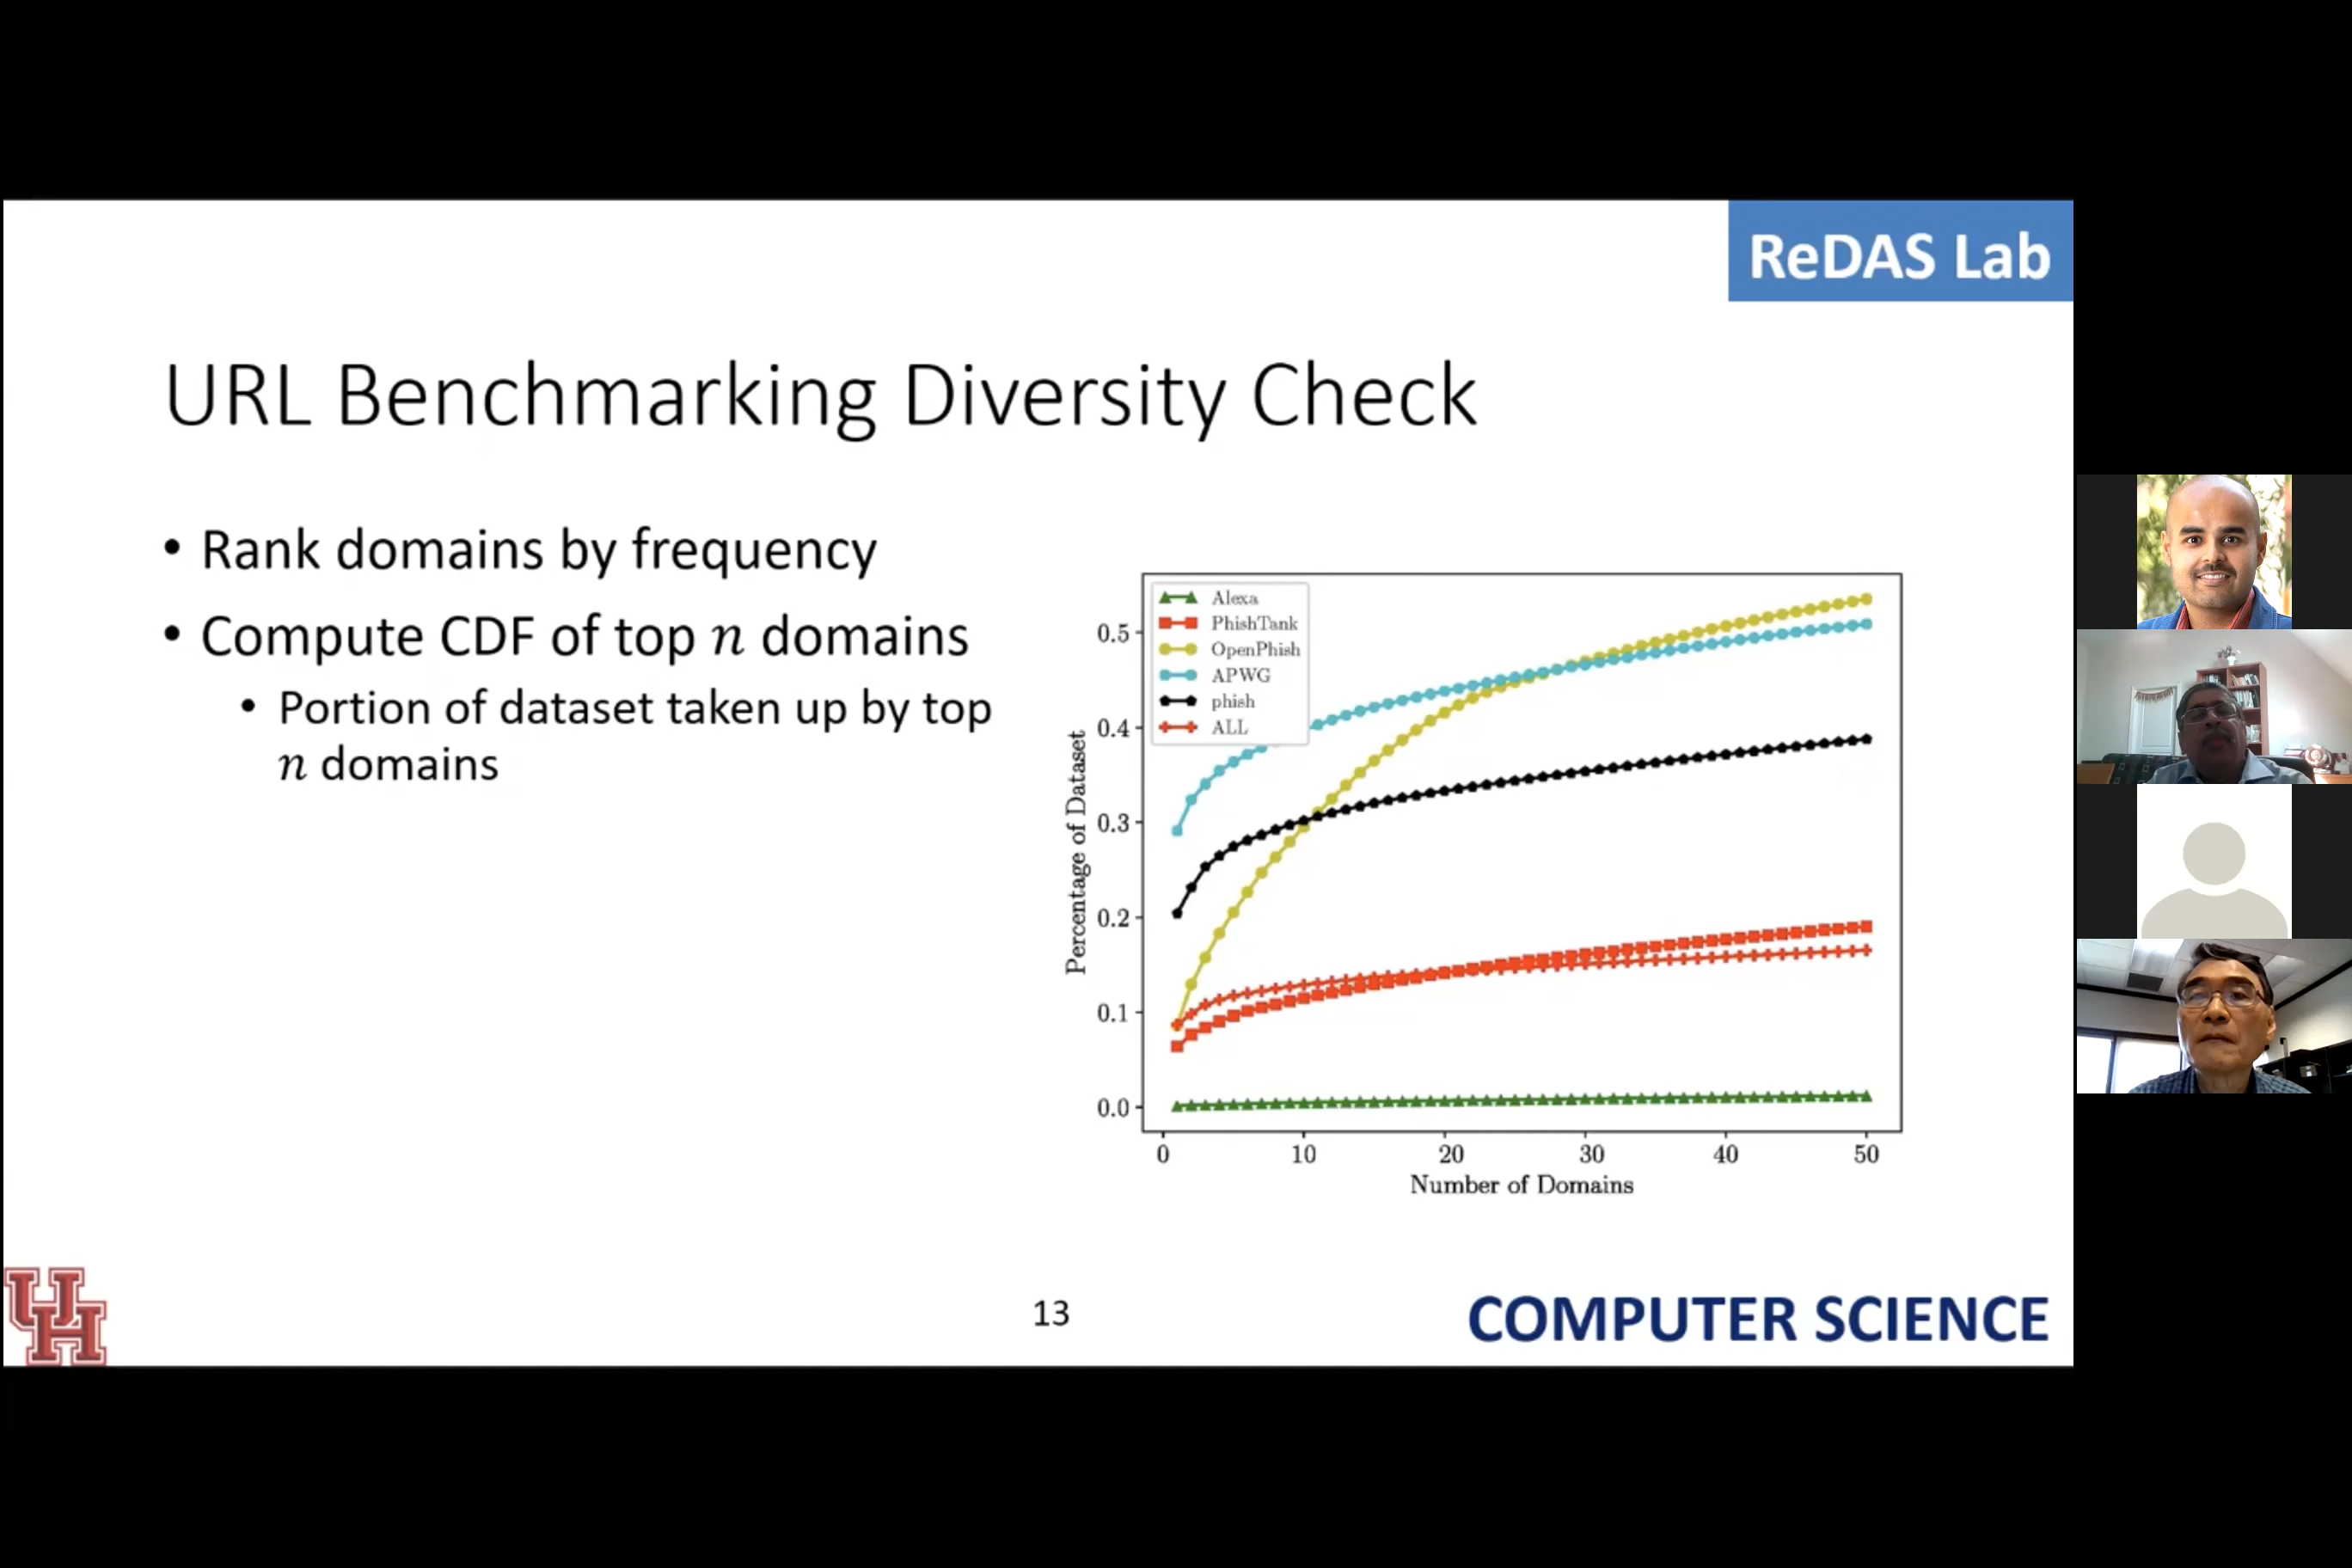 ReDAS Lab
URL Benchmarking Diversity Check
• Rank domains by frequency
• Compute CDF of top n domains
• Portion of dataset taken up by top
n domains
Alexa
PhishTank
OpenPhish
APWG
phish
ALL
Percentage of Dataset
0.5
0.4
0.3
0.2
0.1
0.0
0 10 20 30 40 50
Number of Domains
UH
13
COMPUTER SCIENCE